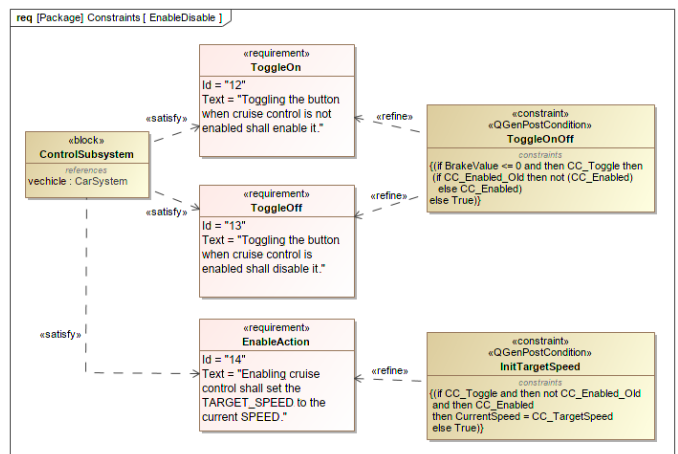 req [Package] Constraints [ EnableDisable ]
«requirement»
ToggleOn
Id = "12"
Text = "Toggling the button
when cruise control is not
enabled shall enable it."
«satisfy»
«refine»
«constraint»
«QGenPostCondition»
ToggleOnOff
constraints
{(if BrakeValue <= 0 and then CC_Toggle then
(if CC_Enabled_Old then not (CC_Enabled)
else CC_Enabled)
else True)}
«block»
ControlSubsystem
references
vechicle : CarSystem
«satisfy»
«refine»
«requirement»
ToggleOff
Id = "13"
Text = "Toggling the button
when cruise control is
enabled shall disable it."
«satisfy»
«requirement»
EnableAction
Id = "14"
Text = "Enabling cruise
control shall set the
TARGET_SPEED to the
current SPEED."
«refine»
«constraint»
«QGenPostCondition»
InitTargetSpeed
constraints
{(if CC_Toggle and then not CC_Enabled_Old
and then CC_Enabled
then CurrentSpeed = CC_TargetSpeed
else True)}